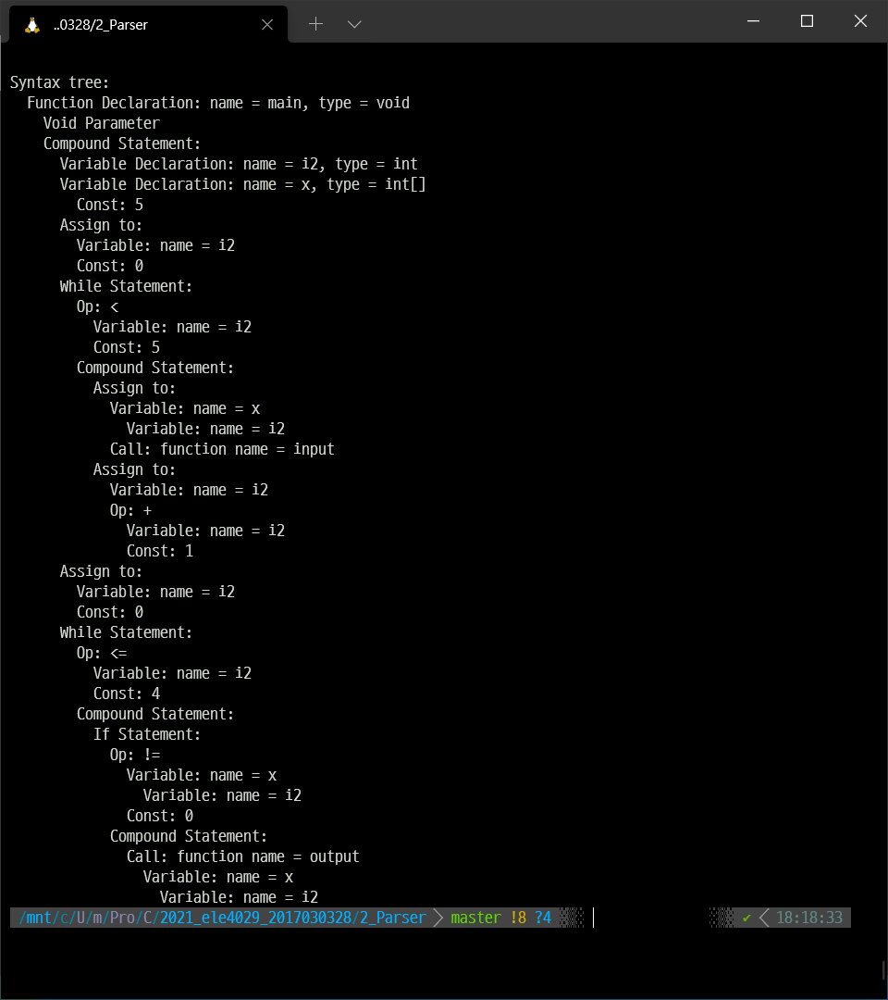 ..0328/2_Parser
Syntax tree:
  Function Declaration: name = main, type = void
    Void Parameter
    Compound Statement:
      Variable Declaration: name = i2, type = int
      Variable Declaration: name = x, type = int[]
        Const: 5
      Assign to:
        Variable: name = i2
        Const: 0
      While Statement:
        Op: <
          Variable: name = i2
          Const: 5
        Compound Statement:
          Assign to:
            Variable: name = x
              Variable: name = i2
            Call: function name = input
          Assign to:
            Variable: name = i2
            Op: +
              Variable: name = i2
              Const: 1
      Assign to:
        Variable: name = i2
        Const: 0
      While Statement:
        Op: <=
          Variable: name = i2
          Const: 4
        Compound Statement:
          If Statement:
            Op: !=
              Variable: name = x
                Variable: name = i2
              Const: 0
            Compound Statement:
              Call: function name = output
                Variable: name = x
                  Variable: name = i2
/mnt/c/U/m/Pro/C/2021_ele4029_2017030328/2_Parser master !8 ?4 ✔ 18:18:33